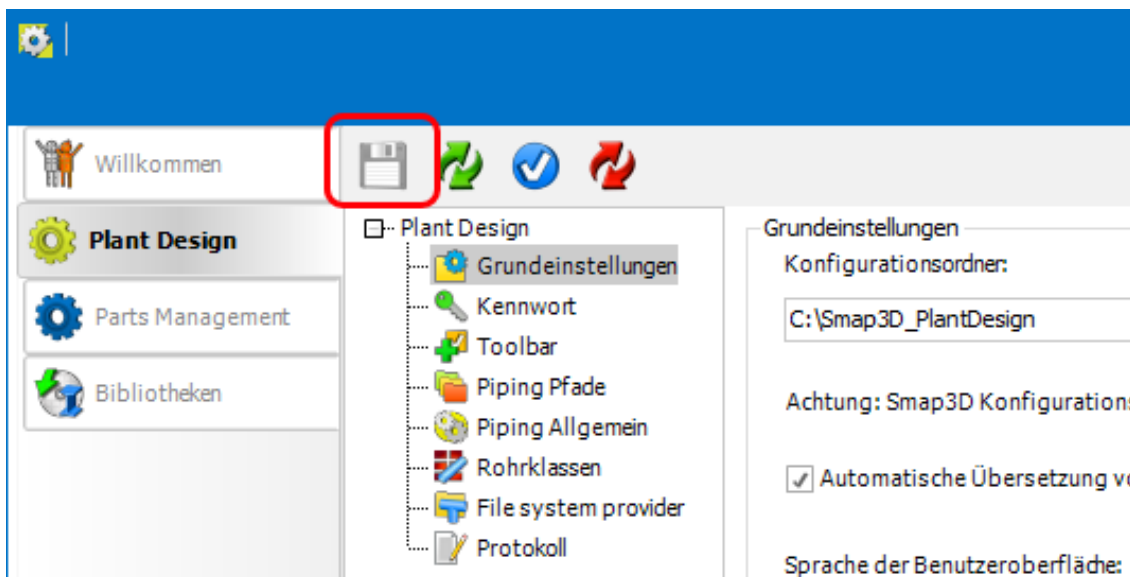 Willkommen
Plant Design
Parts Management
Bibliotheken
Plant Design
Grundeinstellungen
Kennwort
Toolbar
Piping Pfade
Piping Allgemein
Rohrklassen
File system provider
Protokoll
Grundeinstellungen
Konfigurationsordner:
C:\Smap3D_PlantDesign
Achtung: Smap3D Konfigurations
Automatische Übersetzung vo
Sprache der Benutzeroberfläche: